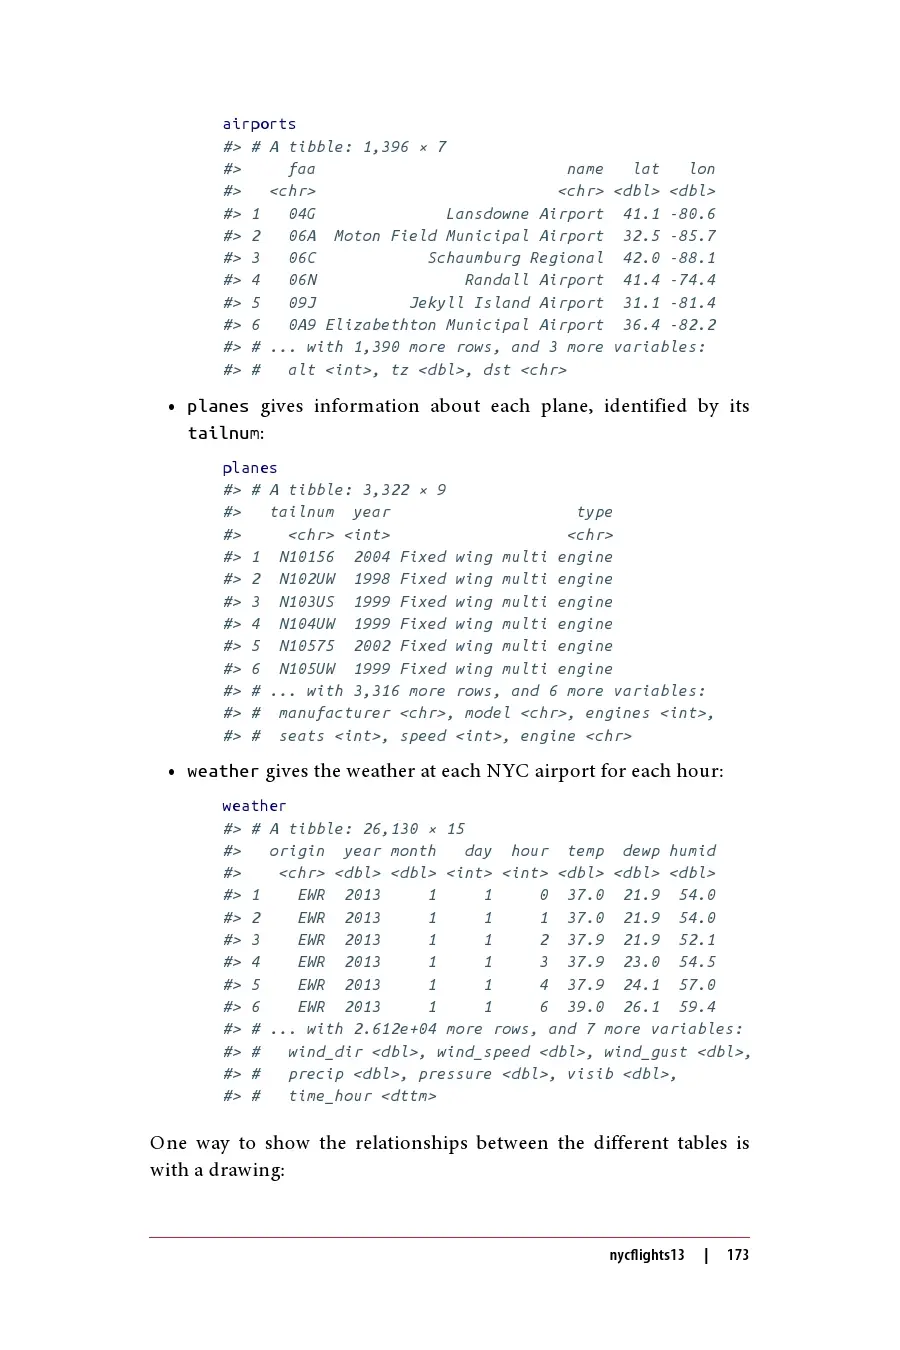 airports
#> # A tibble: 1,396 × 7
#>     faa                           name   lat   lon
#>   <chr>                          <chr> <dbl> <dbl>
#> 1   04G              Lansdowne Airport  41.1 -80.6
#> 2   06A  Moton Field Municipal Airport  32.5 -85.7
#> 3   06C            Schaumburg Regional  42.0 -88.1
#> 4   06N                Randall Airport  41.4 -74.4
#> 5   09J          Jekyll Island Airport  31.1 -81.4
#> 6   0A9 Elizabethton Municipal Airport  36.4 -82.2
#> # ... with 1,390 more rows, and 3 more variables:
#> #   alt <int>, tz <dbl>, dst <chr>
• planes gives information about each plane, identified by its
tailnum:
planes
#> # A tibble: 3,322 × 9
#>   tailnum  year                    type
#>     <chr> <int>                   <chr>
#> 1  N10156  2004 Fixed wing multi engine
#> 2  N102UW  1998 Fixed wing multi engine
#> 3  N103US  1999 Fixed wing multi engine
#> 4  N104UW  1999 Fixed wing multi engine
#> 5  N10575  2002 Fixed wing multi engine
#> 6  N105UW  1999 Fixed wing multi engine
#> # ... with 3,316 more rows, and 6 more variables:
#> #  manufacturer <chr>, model <chr>, engines <int>,
#> #  seats <int>, speed <int>, engine <chr>
• weather gives the weather at each NYC airport for each hour:
weather
#> # A tibble: 26,130 × 15
#>   origin  year month   day  hour  temp  dewp humid
#>    <chr> <dbl> <dbl> <int> <int> <dbl> <dbl> <dbl>
#> 1    EWR  2013     1     1     0  37.0  21.9  54.0
#> 2    EWR  2013     1     1     1  37.0  21.9  54.0
#> 3    EWR  2013     1     1     2  37.9  21.9  52.1
#> 4    EWR  2013     1     1     3  37.9  23.0  54.5
#> 5    EWR  2013     1     1     4  37.9  24.1  57.0
#> 6    EWR  2013     1     1     6  39.0  26.1  59.4
#> # ... with 2.612e+04 more rows, and 7 more variables:
#> #   wind_dir <dbl>, wind_speed <dbl>, wind_gust <dbl>,
#> #   precip <dbl>, pressure <dbl>, visib <dbl>,
#> #   time_hour <dttm>
One way to show the relationships between the different tables is
with a drawing:
nycflights13 | 173